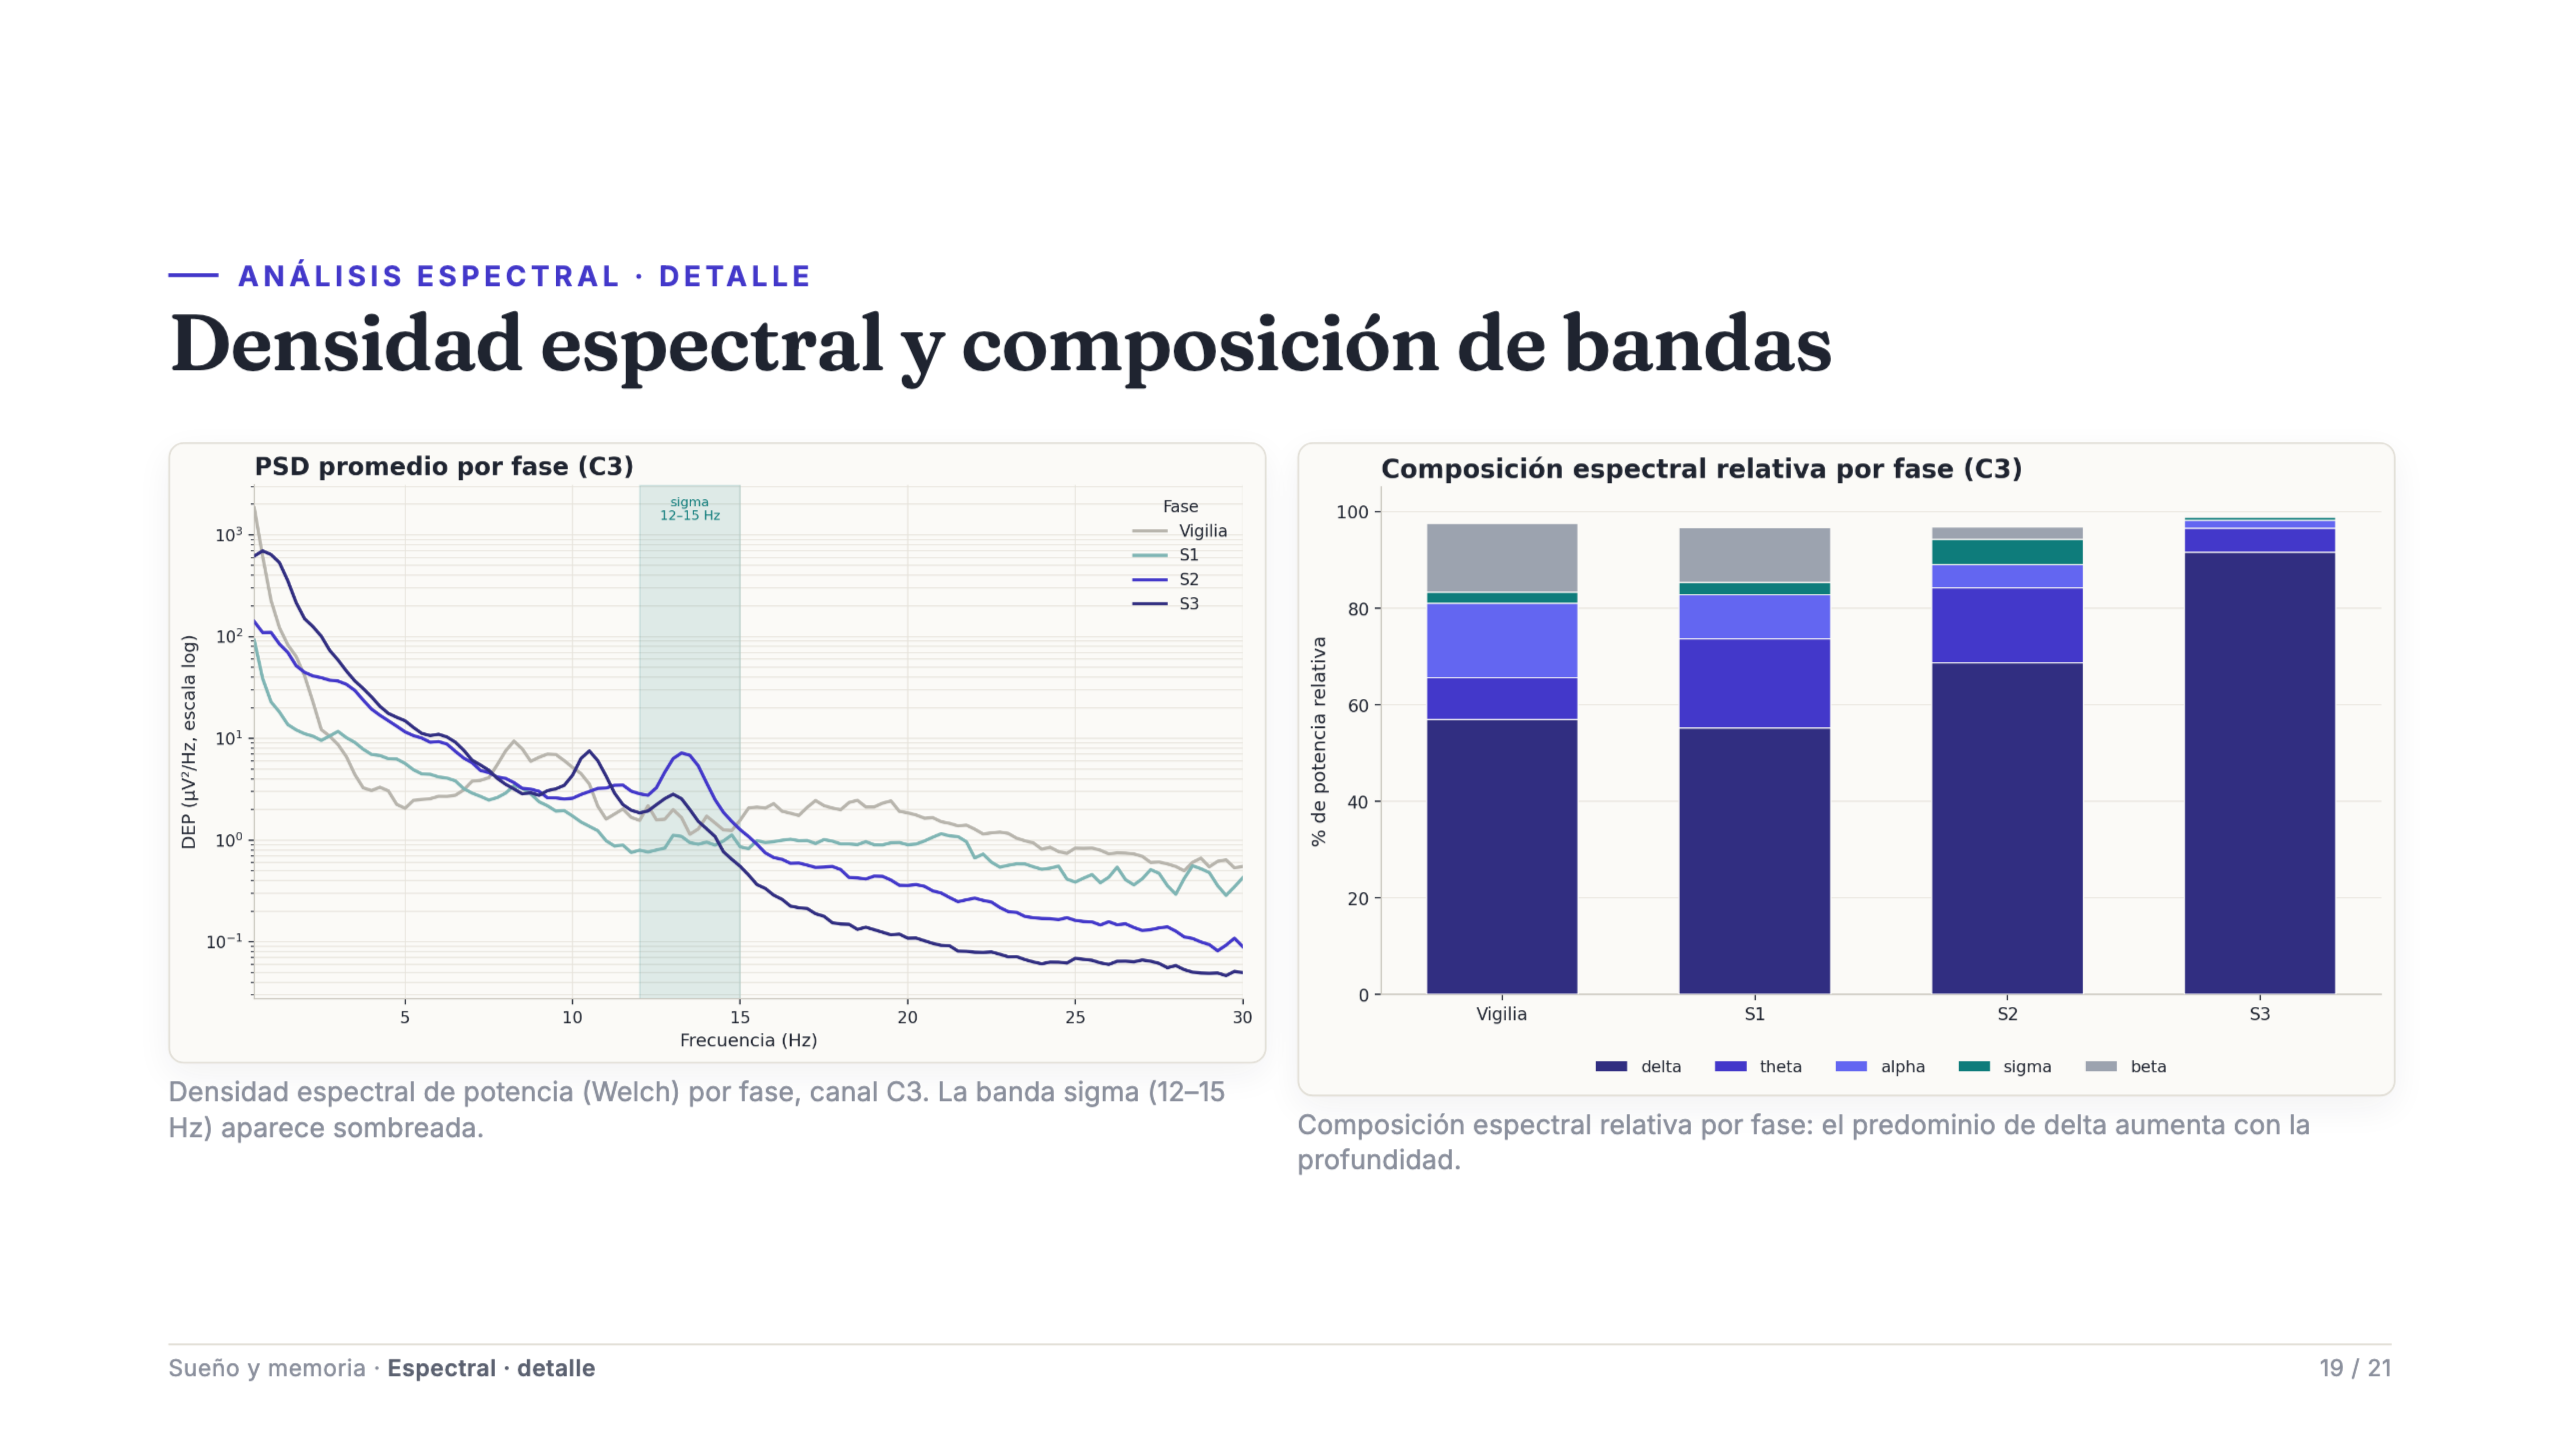 ANÁLISIS ESPECTRAL · DETALLE
Densidad espectral y composición de bandas
PSD promedio por fase (C3)
sigma
12–15 Hz
Fase
Vigilia
S1
S2
S3
10³
10²
10¹
10⁰
10⁻¹
DEP (µV²/Hz, escala log)
5 10 15 20 25 30
Frecuencia (Hz)
Densidad espectral de potencia (Welch) por fase, canal C3. La banda sigma (12–15
Hz) aparece sombreada.
Composición espectral relativa por fase (C3)
100
80
60
40
20
0
% de potencia relativa
Vigilia S1 S2 S3
delta theta alpha sigma beta
Composición espectral relativa por fase: el predominio de delta aumenta con la
profundidad.
Sueño y memoria · Espectral · detalle
19 / 21